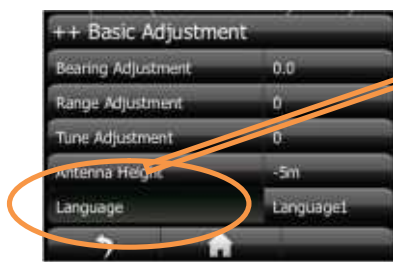 ++ Basic Adjustment
Bearing Adjustment 0.0
Range Adjustment 0
Tune Adjustment 0
Antenna Height -5m
Language Language1